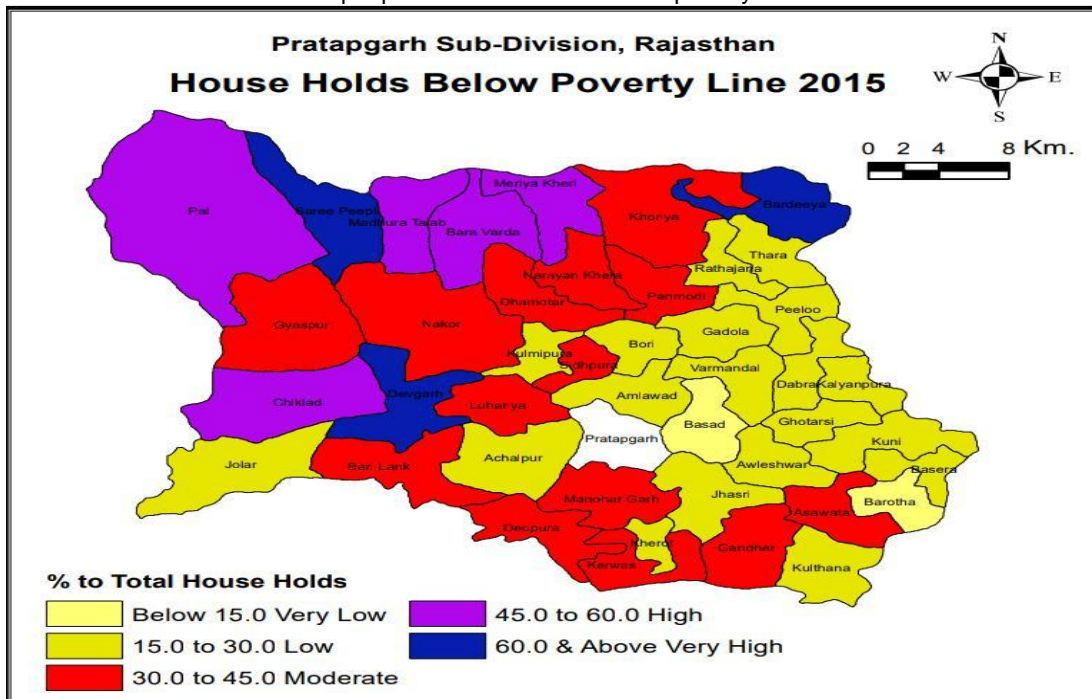 Pratapgarh Sub-Division, Rajasthan
House Holds Below Poverty Line 2015
N
W E
S
0 2 4 8 Km.
Meriya Kheri
Pal
Baree Peepli
Madhura Talab
Bara Varda
Khoriya
Bardeeya
Thara
Rathajana
Narayan Khera
Panmodi
Dhamotar
Peeloo
Gyaspur
Nakor
Gadola
Bori
Kulmipura
Sidhpura
Varmandal
Dabra
Kalyanpura
Chiklad
Devgarh
Luhariya
Amlawad
Basad
Ghotarsi
Pratapgarh
Kuni
Jolar
Bari Lank
Achalpur
Awleshwar
Basera
Manohar Garh
Jhasri
Asawata
Barotha
Deopura
Kherot
Gandher
Karwas
Kulthana
% to Total House Holds
Below 15.0 Very Low
15.0 to 30.0 Low
30.0 to 45.0 Moderate
45.0 to 60.0 High
60.0 & Above Very High